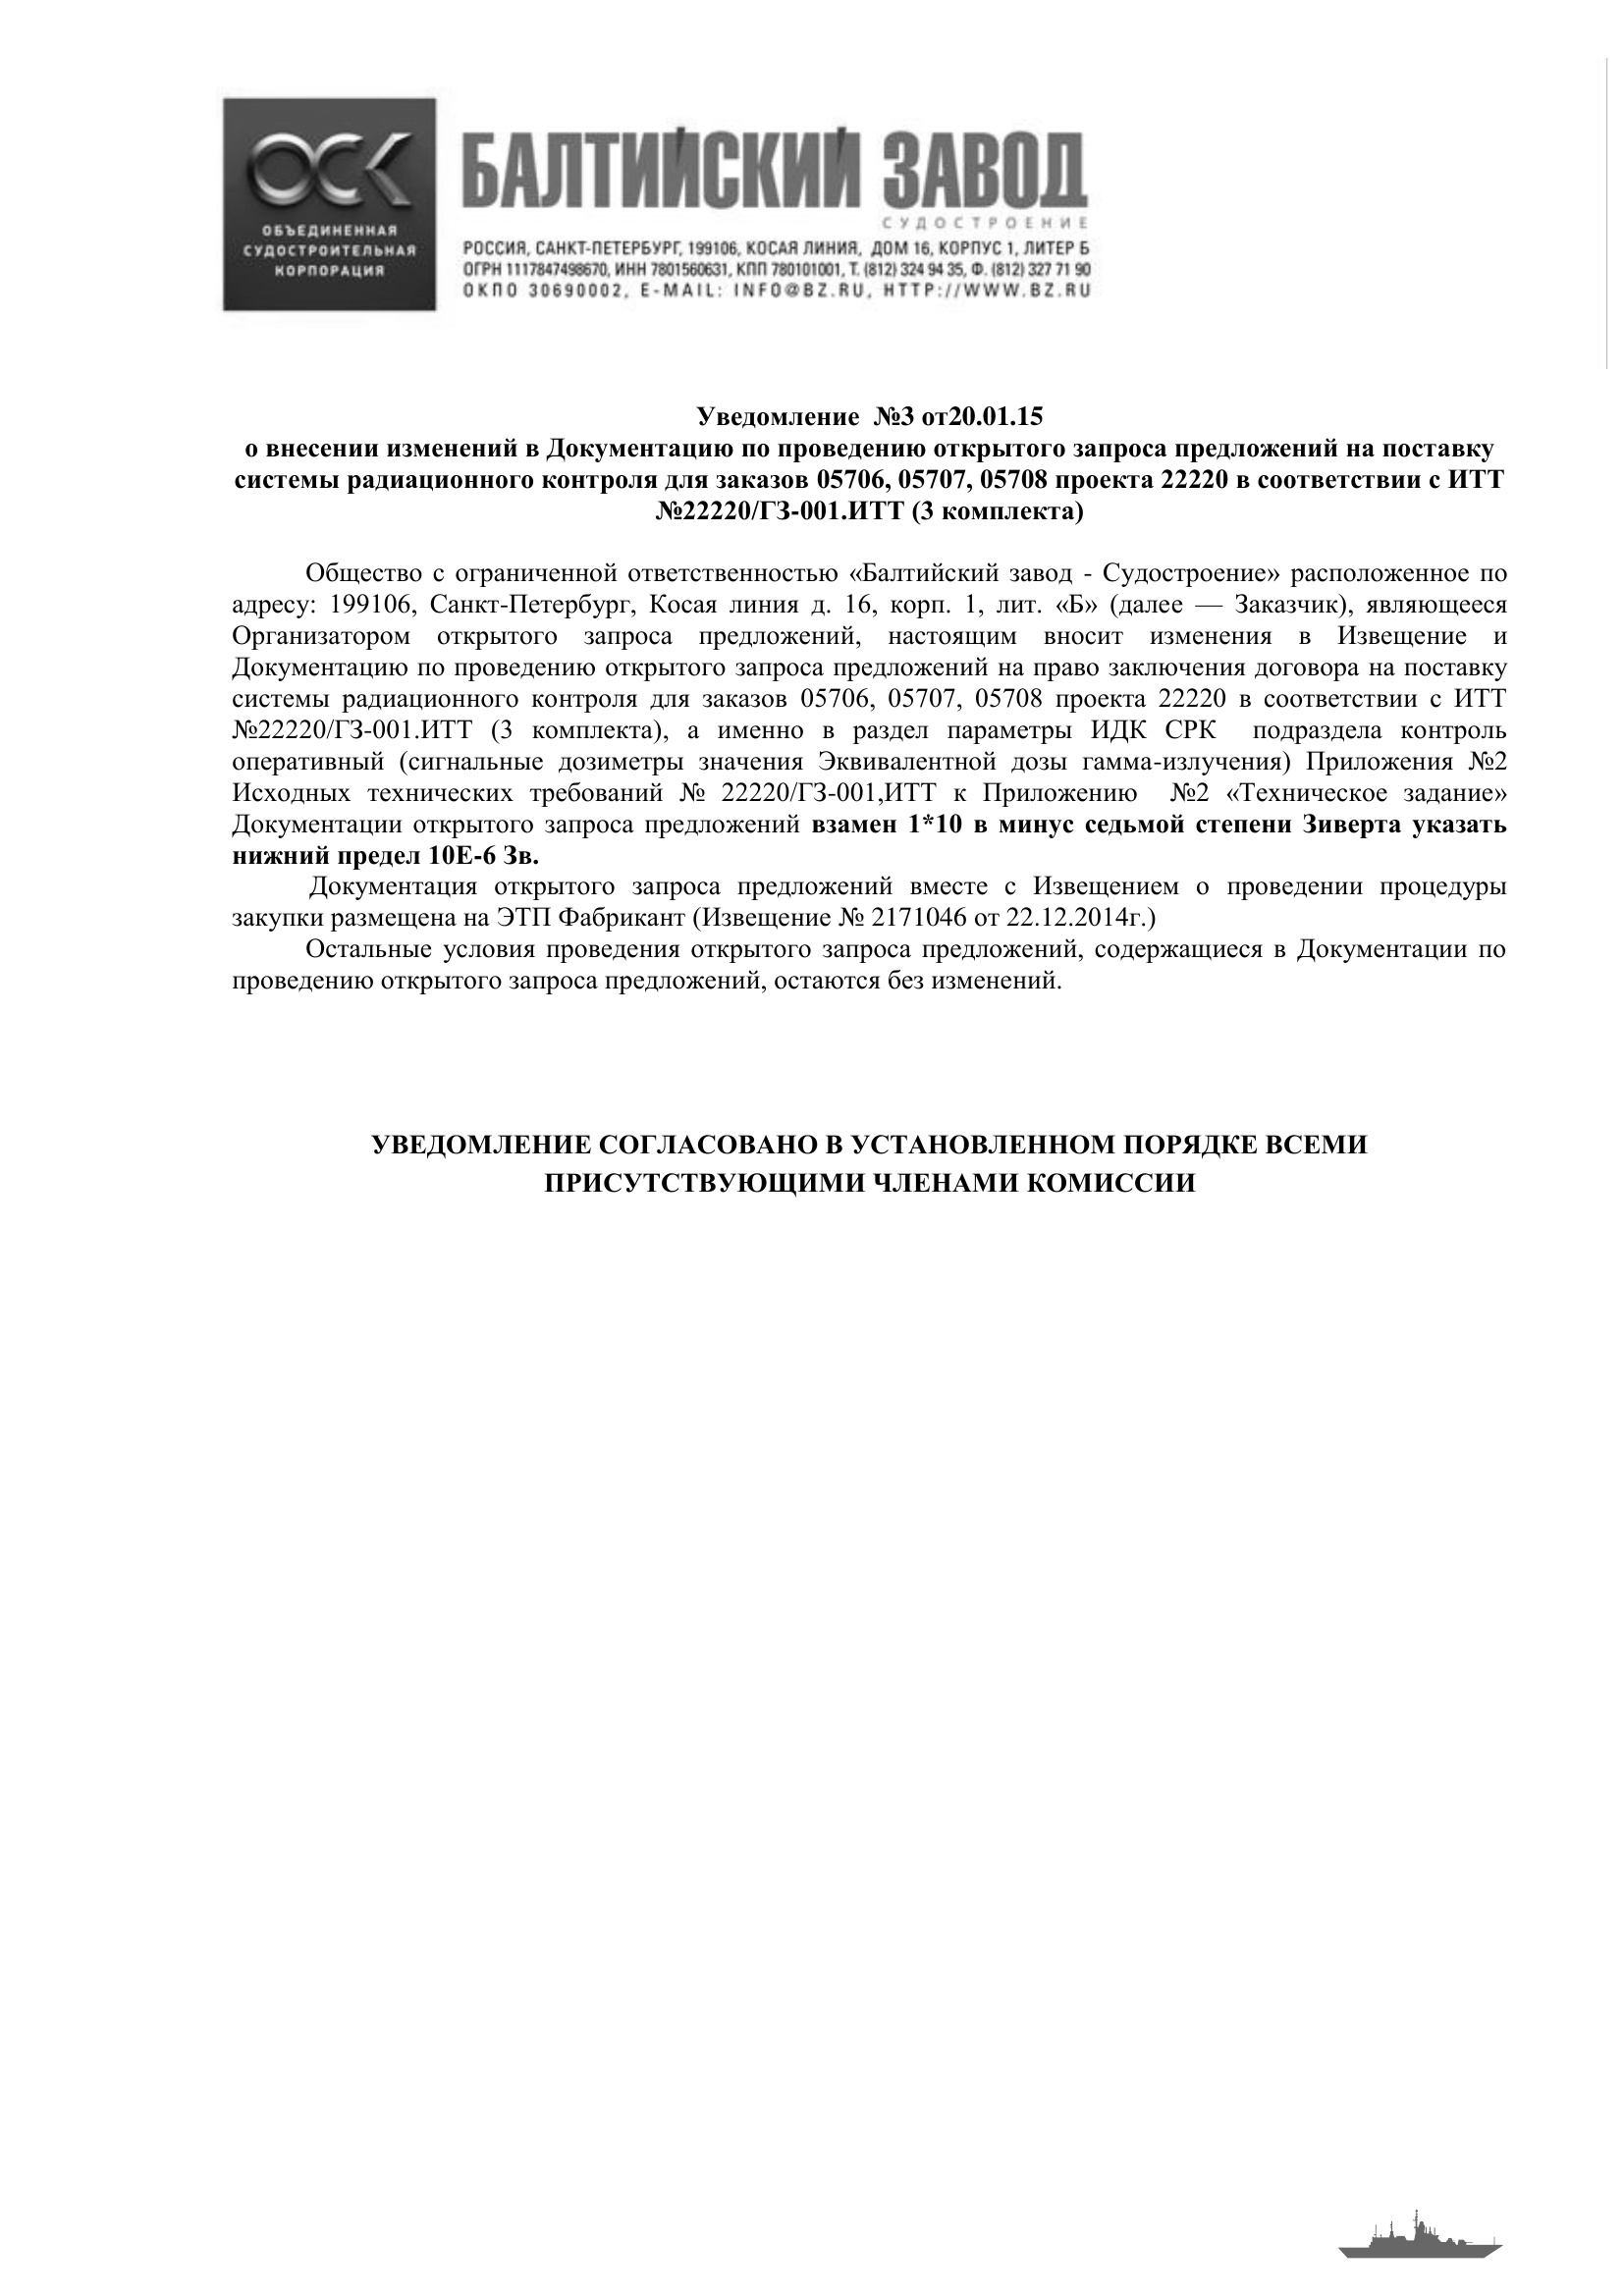 ОСК
ОБЪЕДИНЕННАЯ
СУДОСТРОИТЕЛЬНАЯ
КОРПОРАЦИЯ
БАЛТИЙСКИЙ ЗАВОД
СУДОСТРОЕНИЕ
РОССИЯ, САНКТ-ПЕТЕРБУРГ, 199106, КОСАЯ ЛИНИЯ, ДОМ 16, КОРПУС 1, ЛИТЕР Б
ОГРН 1117847498670, ИНН 7801560631, КПП 780101001, Т. (812) 324 94 35, Ф. (812) 327 71 90
ОКПО 30690002, E-MAIL: INFO@BZ.RU, HTTP://WWW.BZ.RU
Уведомление №3 от20.01.15
о внесении изменений в Документацию по проведению открытого запроса предложений на поставку
системы радиационного контроля для заказов 05706, 05707, 05708 проекта 22220 в соответствии с ИТТ
№22220/ГЗ-001.ИТТ (3 комплекта)
Общество с ограниченной ответственностью «Балтийский завод - Судостроение» расположенное по
адресу: 199106, Санкт-Петербург, Косая линия д. 16, корп. 1, лит. «Б» (далее — Заказчик), являющееся
Организатором открытого запроса предложений, настоящим вносит изменения в Извещение и
Документацию по проведению открытого запроса предложений на право заключения договора на поставку
системы радиационного контроля для заказов 05706, 05707, 05708 проекта 22220 в соответствии с ИТТ
№22220/ГЗ-001.ИТТ (3 комплекта), а именно в раздел параметры ИДК СРК подраздела контроль
оперативный (сигнальные дозиметры значения Эквивалентной дозы гамма-излучения) Приложения №2
Исходных технических требований № 22220/ГЗ-001,ИТТ к Приложению №2 «Техническое задание»
Документации открытого запроса предложений взамен 1*10 в минус седьмой степени Зиверта указать
нижний предел 10Е-6 Зв.
Документация открытого запроса предложений вместе с Извещением о проведении процедуры
закупки размещена на ЭТП Фабрикант (Извещение № 2171046 от 22.12.2014г.)
Остальные условия проведения открытого запроса предложений, содержащиеся в Документации по
проведению открытого запроса предложений, остаются без изменений.
УВЕДОМЛЕНИЕ СОГЛАСОВАНО В УСТАНОВЛЕННОМ ПОРЯДКЕ ВСЕМИ
ПРИСУТСТВУЮЩИМИ ЧЛЕНАМИ КОМИССИИ